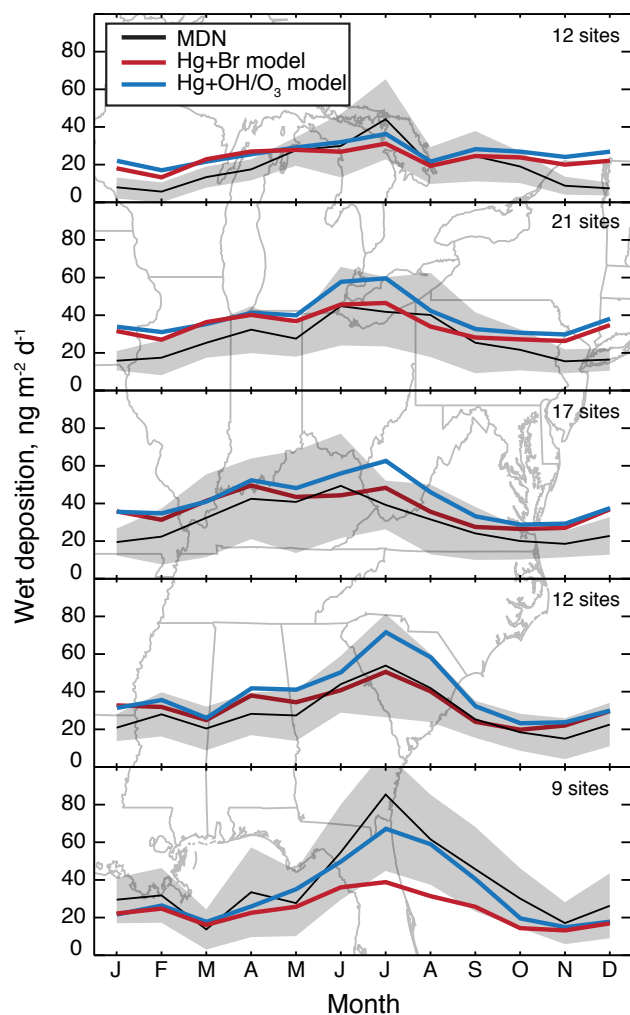 100
MDN
Hg+Br model
Hg+OH/O₃ model
12 sites
80
60
40
20
0
21 sites
80
60
40
20
0
17 sites
80
60
40
20
0
12 sites
80
60
40
20
0
9 sites
80
60
40
20
0
Wet deposition, ng m⁻² d⁻¹
J F M A M J J A S O N D
Month